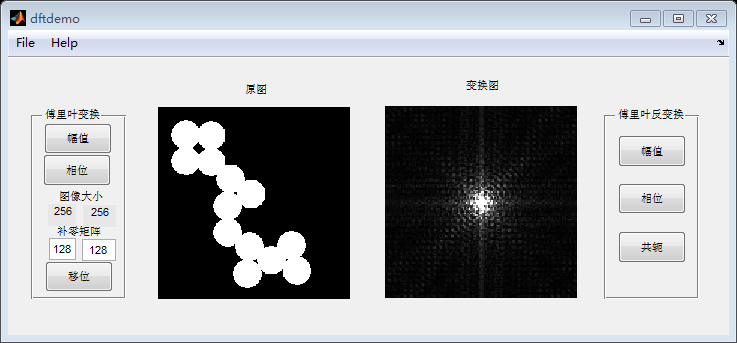 dftdemo
File Help
原图
变换图
傅里叶变换
幅值
相位
图像大小
256 256
补零矩阵
128 128
移位
傅里叶反变换
幅值
相位
共轭